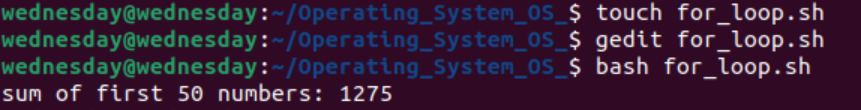 wednesday@wednesday:~/Operating_System_OS_$ touch for_loop.sh
wednesday@wednesday:~/Operating_System_OS_$ gedit for_loop.sh
wednesday@wednesday:~/Operating_System_OS_$ bash for_loop.sh
sum of first 50 numbers: 1275